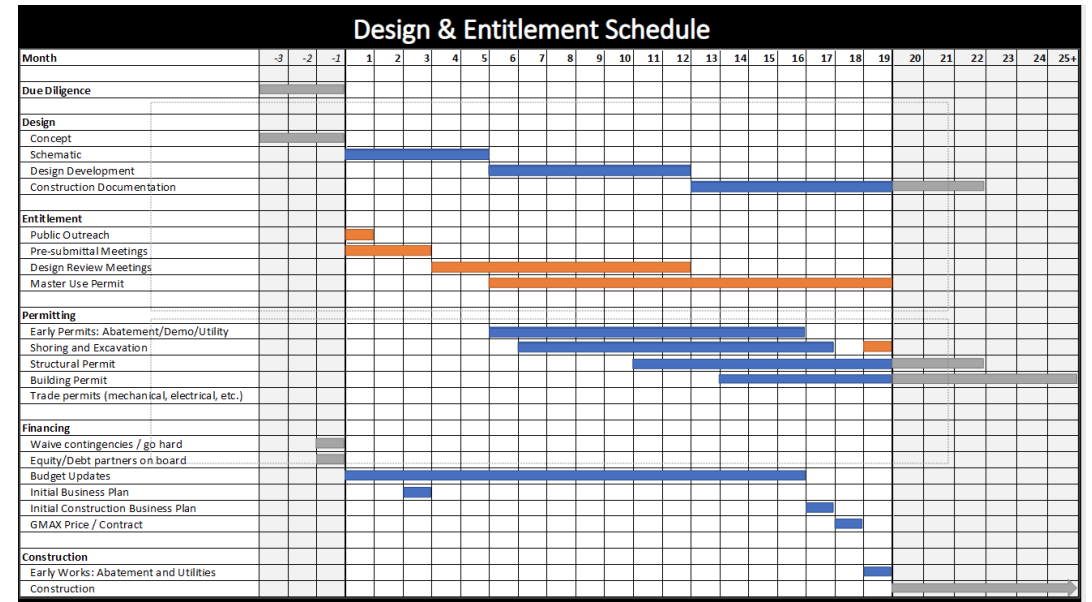 Design & Entitlement Schedule
Month -3 -2 -1 1 2 3 4 5 6 7 8 9 10 11 12 13 14 15 16 17 18 19 20 21 22 23 24 25+
Due Diligence
Design
Concept
Schematic
Design Development
Construction Documentation
Entitlement
Public Outreach
Pre-submittal Meetings
Design Review Meetings
Master Use Permit
Permitting
Early Permits: Abatement/Demo/Utility
Shoring and Excavation
Structural Permit
Building Permit
Trade permits (mechanical, electrical, etc.)
Financing
Waive contingencies / go hard
Equity/Debt partners on board
Budget Updates
Initial Business Plan
Initial Construction Business Plan
GMAX Price / Contract
Construction
Early Works: Abatement and Utilities
Construction